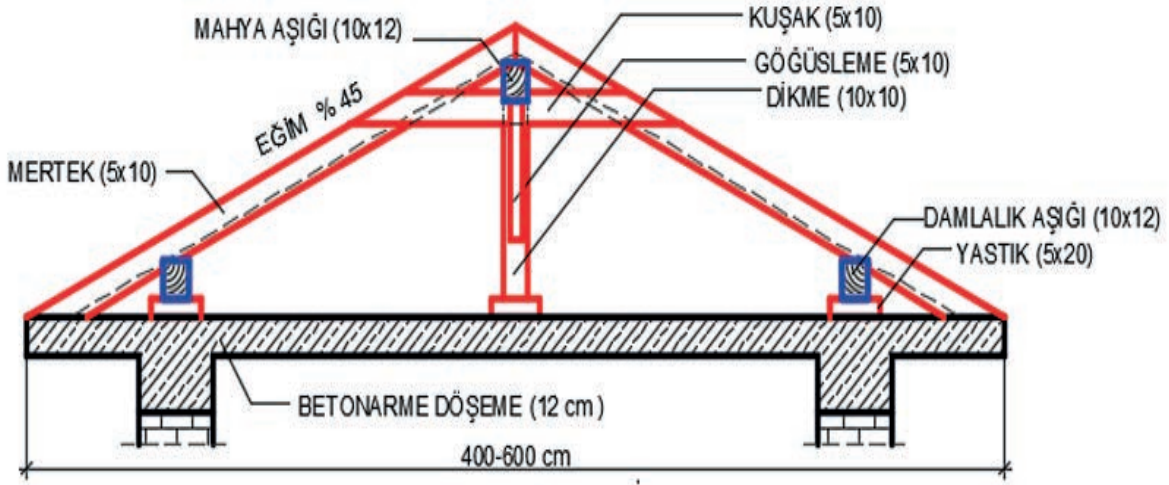 KUŞAK (5x10)
MAHYA AŞIĞI (10x12)
GÖĞÜSLEME (5x10)
DİKME (10x10)
EĞİM % 45
MERTEK (5x10)
DAMLALIK AŞIĞI (10x12)
YASTIK (5x20)
BETONARME DÖŞEME (12 cm )
400-600 cm